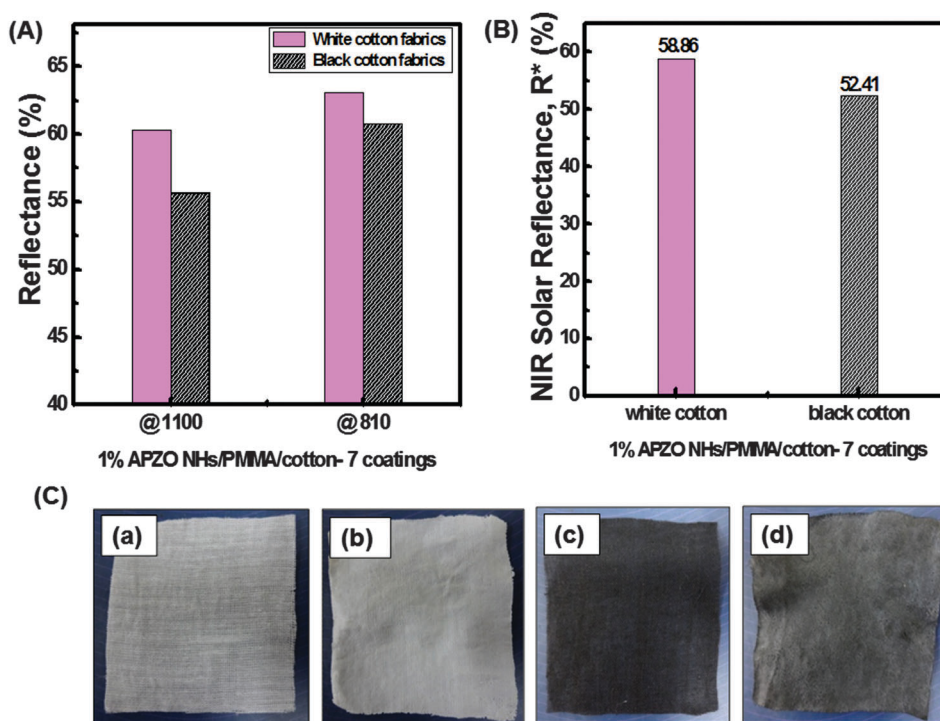 (A)
White cotton fabrics
Black cotton fabrics
Reflectance (%)
65
60
55
50
45
40
@1100 @810
1% APZO NHs/PMMA/cotton- 7 coatings
(B)
NIR Solar Reflectance, R* (%)
60
50
40
30
20
10
0
58.86
52.41
white cotton black cotton
1% APZO NHs/PMMA/cotton- 7 coatings
(C)
(a) (b) (c) (d)